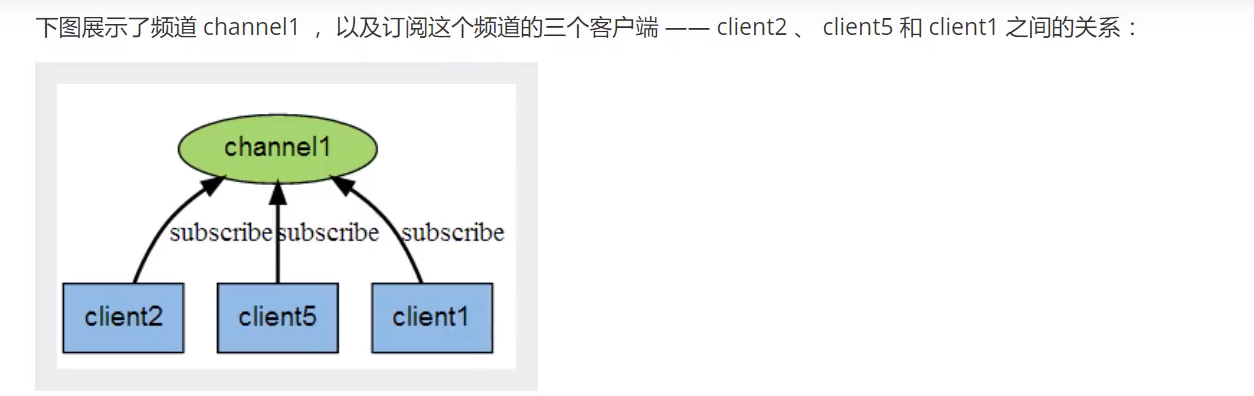 下图展示了频道 channel1 ，以及订阅这个频道的三个客户端 —— client2 、 client5 和 client1 之间的关系：
channel1
subscribe subscribe subscribe
client2 client5 client1